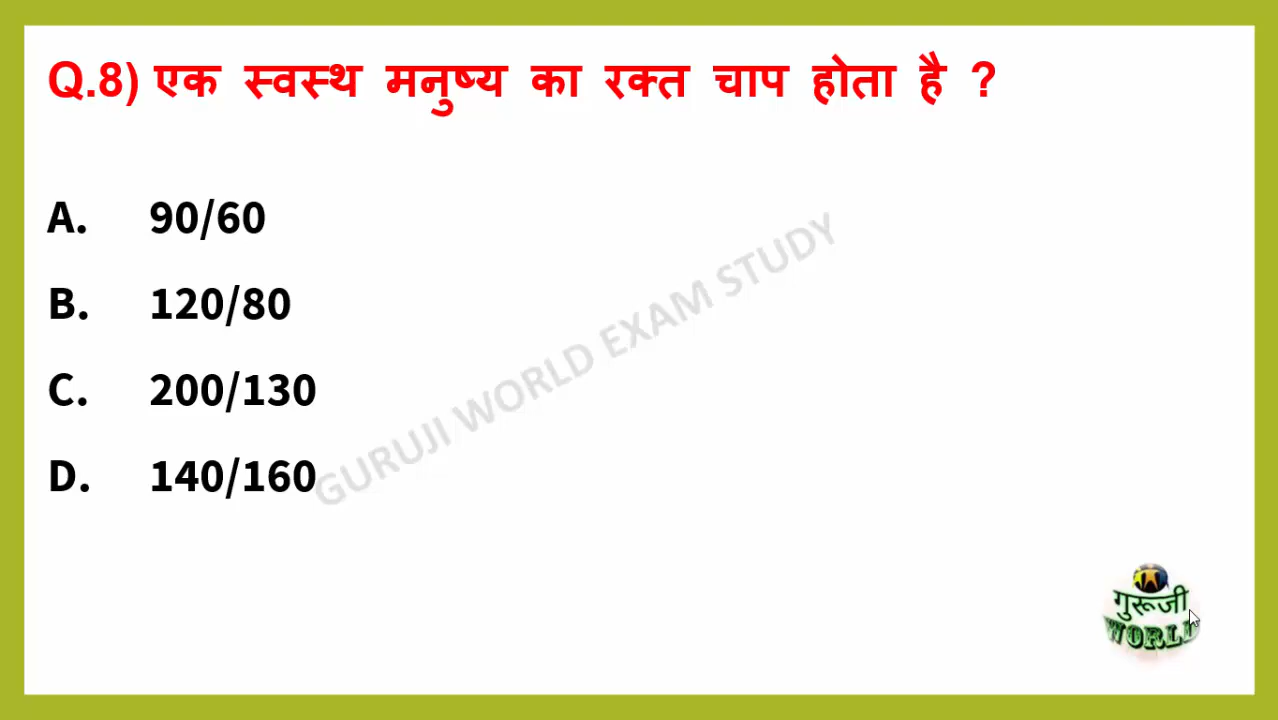 Q.8) एक स्वस्थ मनुष्य का रक्त चाप होता है ?
A. 90/60
B. 120/80
C. 200/130
D. 140/160
GURUJI WORLD EXAM STUDY
गुरूजी
WORLD